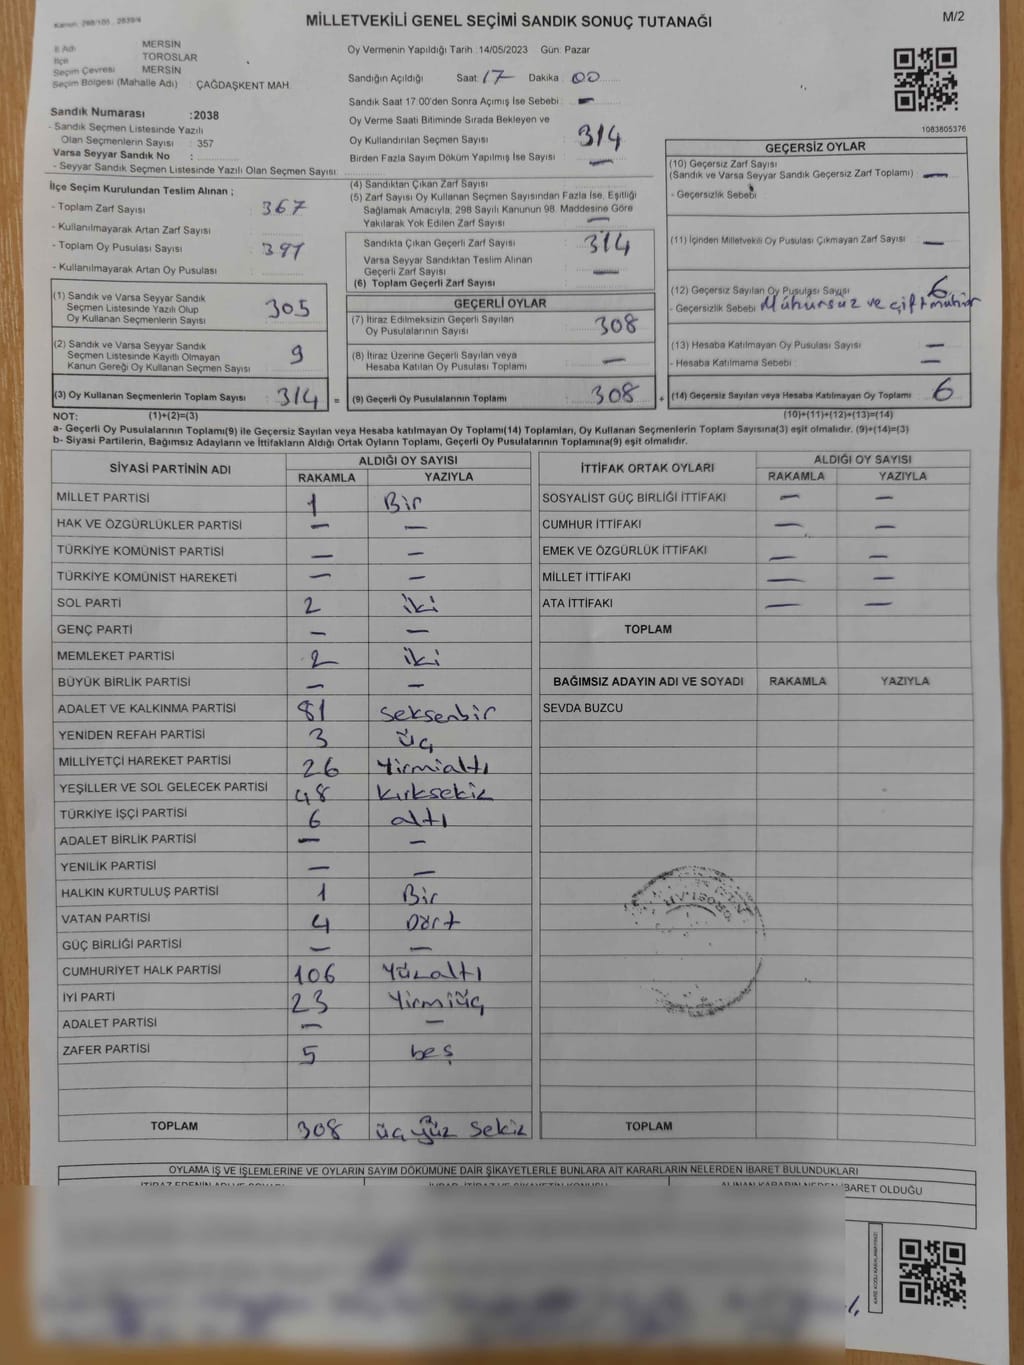 MİLLETVEKİLİ GENEL SEÇİMİ SANDIK SONUÇ TUTANAĞI
M/2
İl Adı MERSİN
İlçe TOROSLAR
Seçim Çevresi MERSİN
Seçim Bölgesi (Mahalle Adı) : ÇAĞDAŞKENT MAH.
Oy Vermenin Yapıldığı Tarih :14/05/2023 Gün: Pazar
Sandığın Açıldığı Saat 17 Dakika : 00
Sandık Saat 17:00'den Sonra Açımış İse Sebebi : —
Oy Verme Saati Bitiminde Sırada Bekleyen ve
Oy Kullandırılan Seçmen Sayısı : 314
Birden Fazla Sayım Döküm Yapılmış İse Sayısı : —
1083805376
Sandık Numarası :2038
- Sandık Seçmen Listesinde Yazılı
Olan Seçmenlerin Sayısı : 357
Varsa Seyyar Sandık No :
- Seyyar Sandık Seçmen Listesinde Yazılı Olan Seçmen Sayısı
İlçe Seçim Kurulundan Teslim Alınan ;
- Toplam Zarf Sayısı : 367
- Kullanılmayarak Artan Zarf Sayısı :
- Toplam Oy Pusulası Sayısı : 397
- Kullanılmayarak Artan Oy Pusulası
(1) Sandık ve Varsa Seyyar Sandık
Seçmen Listesinde Yazılı Olup
Oy Kullanan Seçmenlerin Sayısı : 305
(2) Sandık ve Varsa Seyyar Sandık
Seçmen Listesinde Kayıtlı Olmayan
Kanun Gereği Oy Kullanan Seçmen Sayısı : 9
(3) Oy Kullanan Seçmenlerin Toplam Sayısı : 314 =
(4) Sandıktan Çıkan Zarf Sayısı
(5) Zarf Sayısı Oy Kullanan Seçmen Sayısından Fazla İse, Eşitliği
Sağlamak Amacıyla, 298 Sayılı Kanunun 98. Maddesine Göre
Yakılarak Yok Edilen Zarf Sayısı : —
Sandıkta Çıkan Geçerli Zarf Sayısı : 314
Varsa Seyyar Sandıktan Teslim Alınan
Geçerli Zarf Sayısı : —
(6) Toplam Geçerli Zarf Sayısı :
GEÇERLİ OYLAR
(7) İtiraz Edilmeksizin Geçerli Sayılan
Oy Pusulalarının Sayısı : 308
(8) İtiraz Üzerine Geçerli Sayılan veya
Hesaba Katılan Oy Pusulası Toplamı : —
(9) Geçerli Oy Pusulalarının Toplamı : 308 +
GEÇERSİZ OYLAR
(10) Geçersiz Zarf Sayısı
(Sandık ve Varsa Seyyar Sandık Geçersiz Zarf Toplamı) : —
- Geçersizlik Sebebi
(11) İçinden Milletvekili Oy Pusulası Çıkmayan Zarf Sayısı : —
(12) Geçersiz Sayılan Oy Pusulası Sayısı : 6
- Geçersizlik Sebebi Mühürsüz ve çift mühür
(13) Hesaba Katılmayan Oy Pusulası Sayısı : —
- Hesaba Katılmama Sebebi : —
(14) Geçersiz Sayılan veya Hesaba Katılmayan Oy Toplamı : 6
NOT: (1)+(2)=(3)
(10)+(11)+(12)+(13)=(14)
a- Geçerli Oy Pusulalarının Toplamı(9) ile Geçersiz Sayılan veya Hesaba katılmayan Oy Toplamı(14) Toplamları, Oy Kullanan Seçmenlerin Toplam Sayısına(3) eşit olmalıdır. (9)+(14)=(3)
b- Siyasi Partilerin, Bağımsız Adayların ve İttifakların Aldığı Ortak Oyların Toplamı, Geçerli Oy Pusulalarının Toplamına(9) eşit olmalıdır.
SİYASİ PARTİNİN ADI
ALDIĞI OY SAYISI
RAKAMLA YAZIYLA
MİLLET PARTİSİ 1 Bir
HAK VE ÖZGÜRLÜKLER PARTİSİ — —
TÜRKİYE KOMÜNİST PARTİSİ — —
TÜRKİYE KOMÜNİST HAREKETİ — —
SOL PARTİ 2 iki
GENÇ PARTİ — —
MEMLEKET PARTİSİ 2 iki
BÜYÜK BİRLİK PARTİSİ — —
ADALET VE KALKINMA PARTİSİ 81 seksenbir
YENİDEN REFAH PARTİSİ 3 üç
MİLLİYETÇİ HAREKET PARTİSİ 26 Yirmialtı
YEŞİLLER VE SOL GELECEK PARTİSİ 48 kırksekiz
TÜRKİYE İŞÇİ PARTİSİ 6 altı
ADALET BİRLİK PARTİSİ — —
YENİLİK PARTİSİ — —
HALKIN KURTULUŞ PARTİSİ 1 Bir
VATAN PARTİSİ 4 Dört
GÜÇ BİRLİĞİ PARTİSİ — —
CUMHURİYET HALK PARTİSİ 106 Yüzaltı
İYİ PARTİ 23 Yirmiüç
ADALET PARTİSİ — —
ZAFER PARTİSİ 5 beş
TOPLAM 308 üçyüz sekiz
İTTİFAK ORTAK OYLARI
ALDIĞI OY SAYISI
RAKAMLA YAZIYLA
SOSYALİST GÜÇ BİRLİĞİ İTTİFAKI — —
CUMHUR İTTİFAKI — —
EMEK VE ÖZGÜRLÜK İTTİFAKI — —
MİLLET İTTİFAKI — —
ATA İTTİFAKI — —
TOPLAM
BAĞIMSIZ ADAYIN ADI VE SOYADI RAKAMLA YAZIYLA
SEVDA BUZCU
TOROSLAR
TOPLAM
OYLAMA İŞ VE İŞLEMLERİNE VE OYLARIN SAYIM DÖKÜMÜNE DAİR ŞİKAYETLERLE BUNLARA AİT KARARLARIN NELERDEN İBARET BULUNDUKLARI
İBARET OLDUĞU